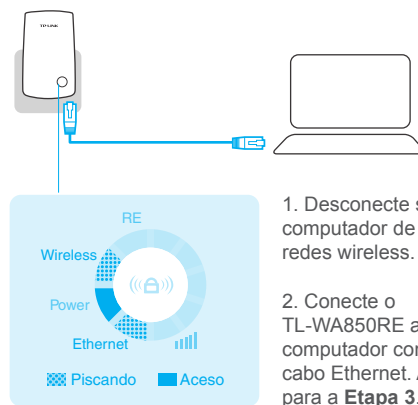 TP-LINK
RE
Wireless
Power
Ethernet
Piscando Aceso
1. Desconecte
computador de
redes wireless.
2. Conecte o
TL-WA850RE
computador
cabo Ethernet.
para a Etapa 3.